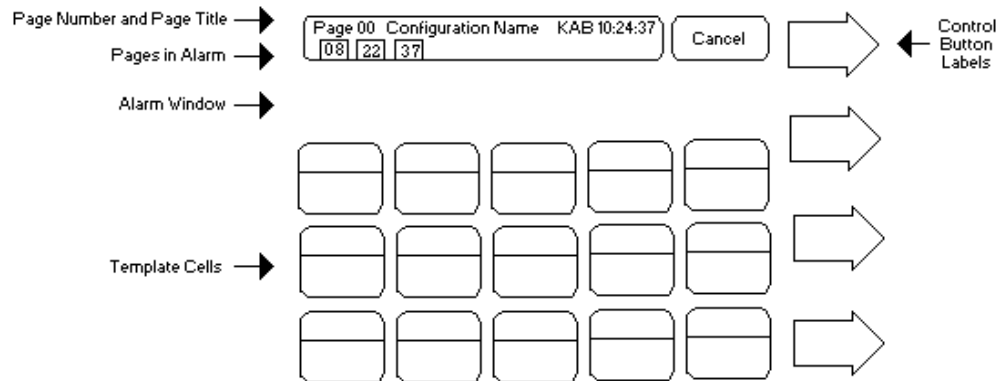 Page Number and Page Title
Pages in Alarm
Alarm Window
Template Cells
Page 00 Configuration Name KAB 10:24:37
08 22 37
Cancel
Control
Button
Labels